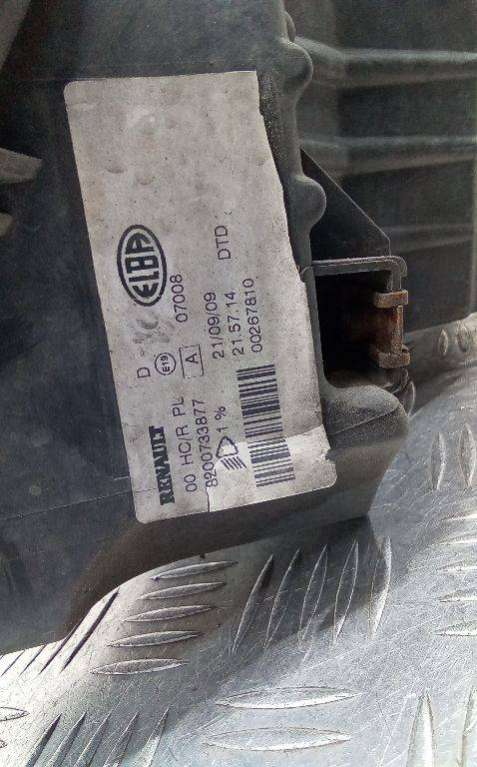 RENAULT D - ELBA
00 HC/R PL E19 07008
8200733877 A 21/09/09
1 % 21.57.14 DTD
00267810